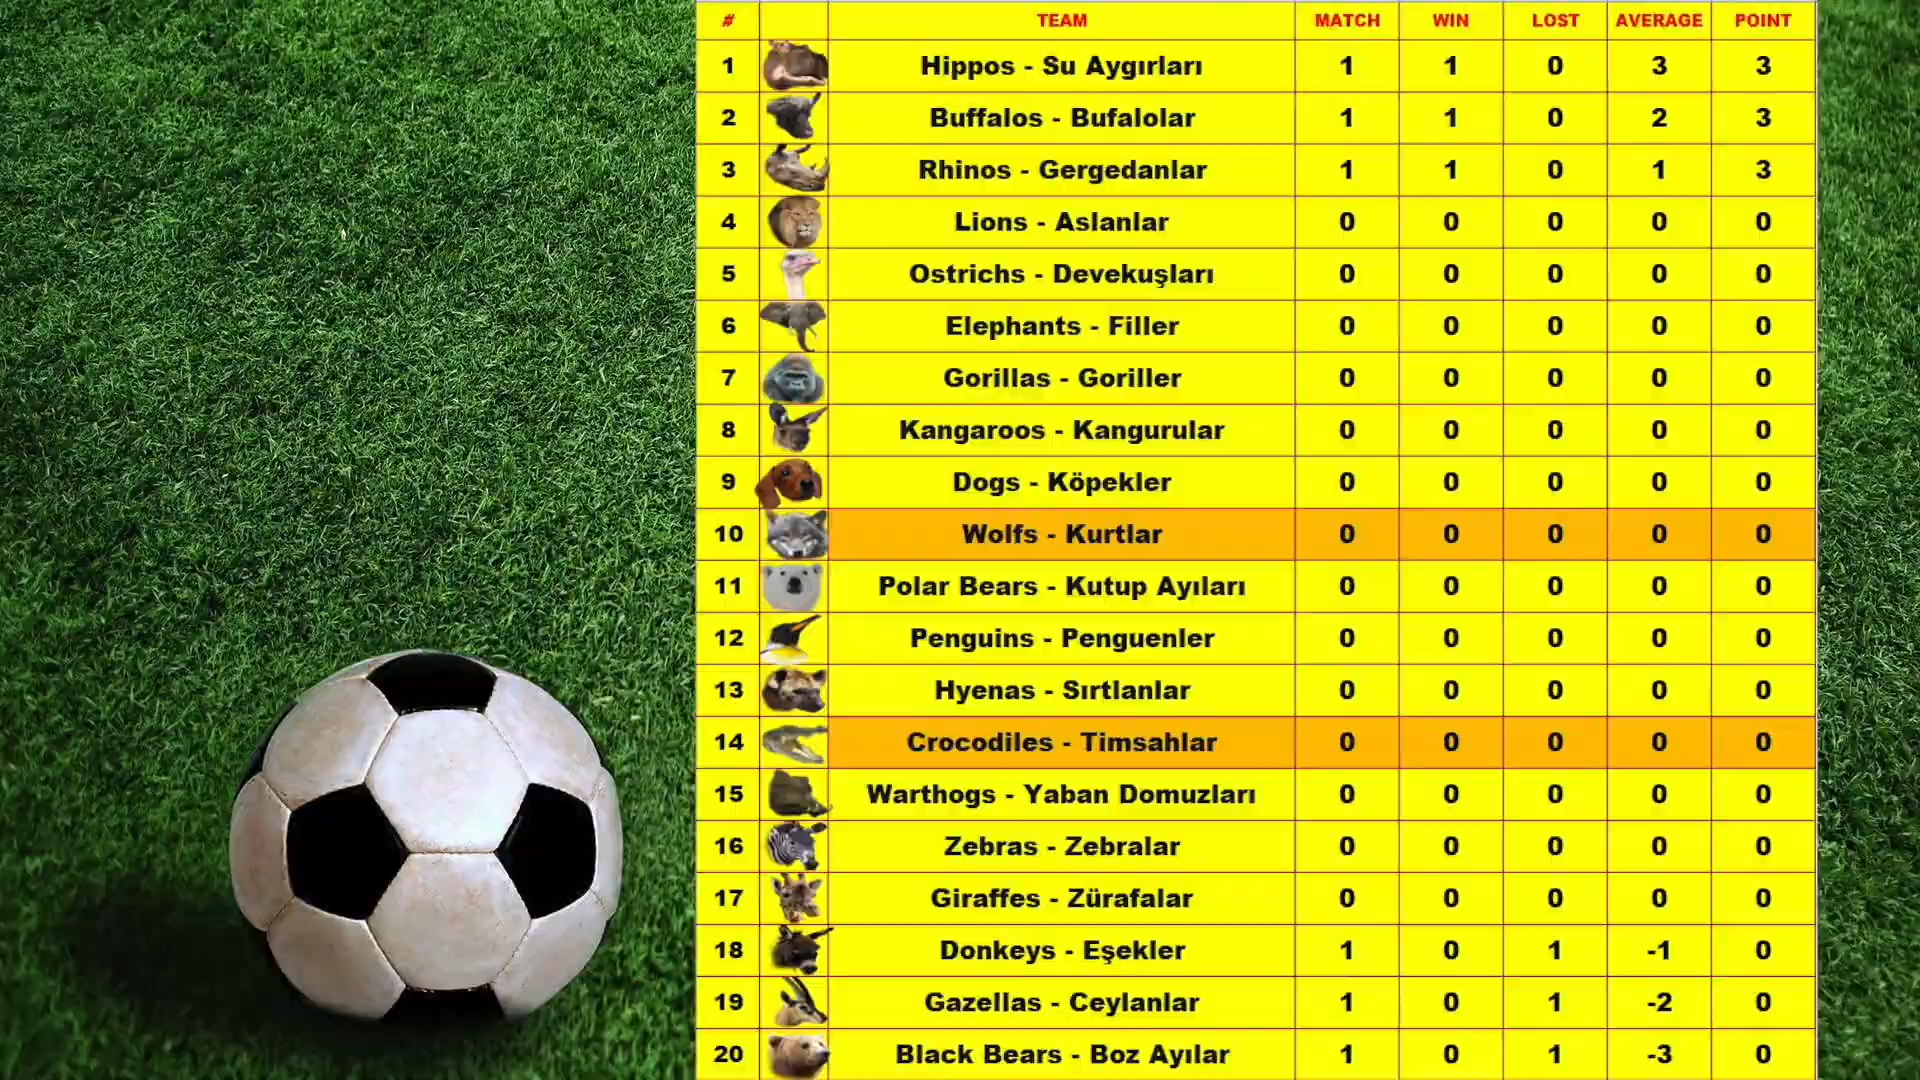 # TEAM MATCH WIN LOST AVERAGE POINT
1 Hippos - Su Aygırları 1 1 0 3 3
2 Buffalos - Bufalolar 1 1 0 2 3
3 Rhinos - Gergedanlar 1 1 0 1 3
4 Lions - Aslanlar 0 0 0 0 0
5 Ostrichs - Devekuşları 0 0 0 0 0
6 Elephants - Filler 0 0 0 0 0
7 Gorillas - Goriller 0 0 0 0 0
8 Kangaroos - Kangurular 0 0 0 0 0
9 Dogs - Köpekler 0 0 0 0 0
10 Wolfs - Kurtlar 0 0 0 0 0
11 Polar Bears - Kutup Ayıları 0 0 0 0 0
12 Penguins - Penguenler 0 0 0 0 0
13 Hyenas - Sırtlanlar 0 0 0 0 0
14 Crocodiles - Timsahlar 0 0 0 0 0
15 Warthogs - Yaban Domuzları 0 0 0 0 0
16 Zebras - Zebralar 0 0 0 0 0
17 Giraffes - Zürafalar 0 0 0 0 0
18 Donkeys - Eşekler 1 0 1 -1 0
19 Gazellas - Ceylanlar 1 0 1 -2 0
20 Black Bears - Boz Ayılar 1 0 1 -3 0